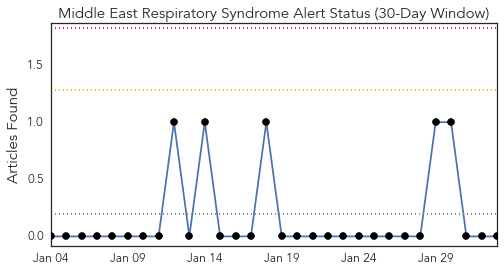 Middle East Respiratory Syndrome Alert Status (30-Day Window)
Articles Found
1.5
1.0
0.5
0.0
Jan 04 Jan 09 Jan 14 Jan 19 Jan 24 Jan 29